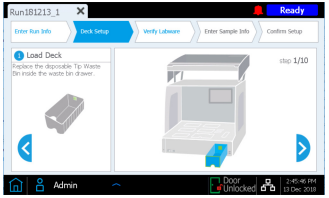 Run181213_1
Ready
Enter Run Info
Deck Setup
Verify Labware
Enter Sample Info
Confirm Setup
1 Load Deck
Replace the disposable Tip Waste
Bin inside the waste bin drawer.
step 1/10
Admin
Door
Unlocked
2:45:46 PM
13 Dec 2018